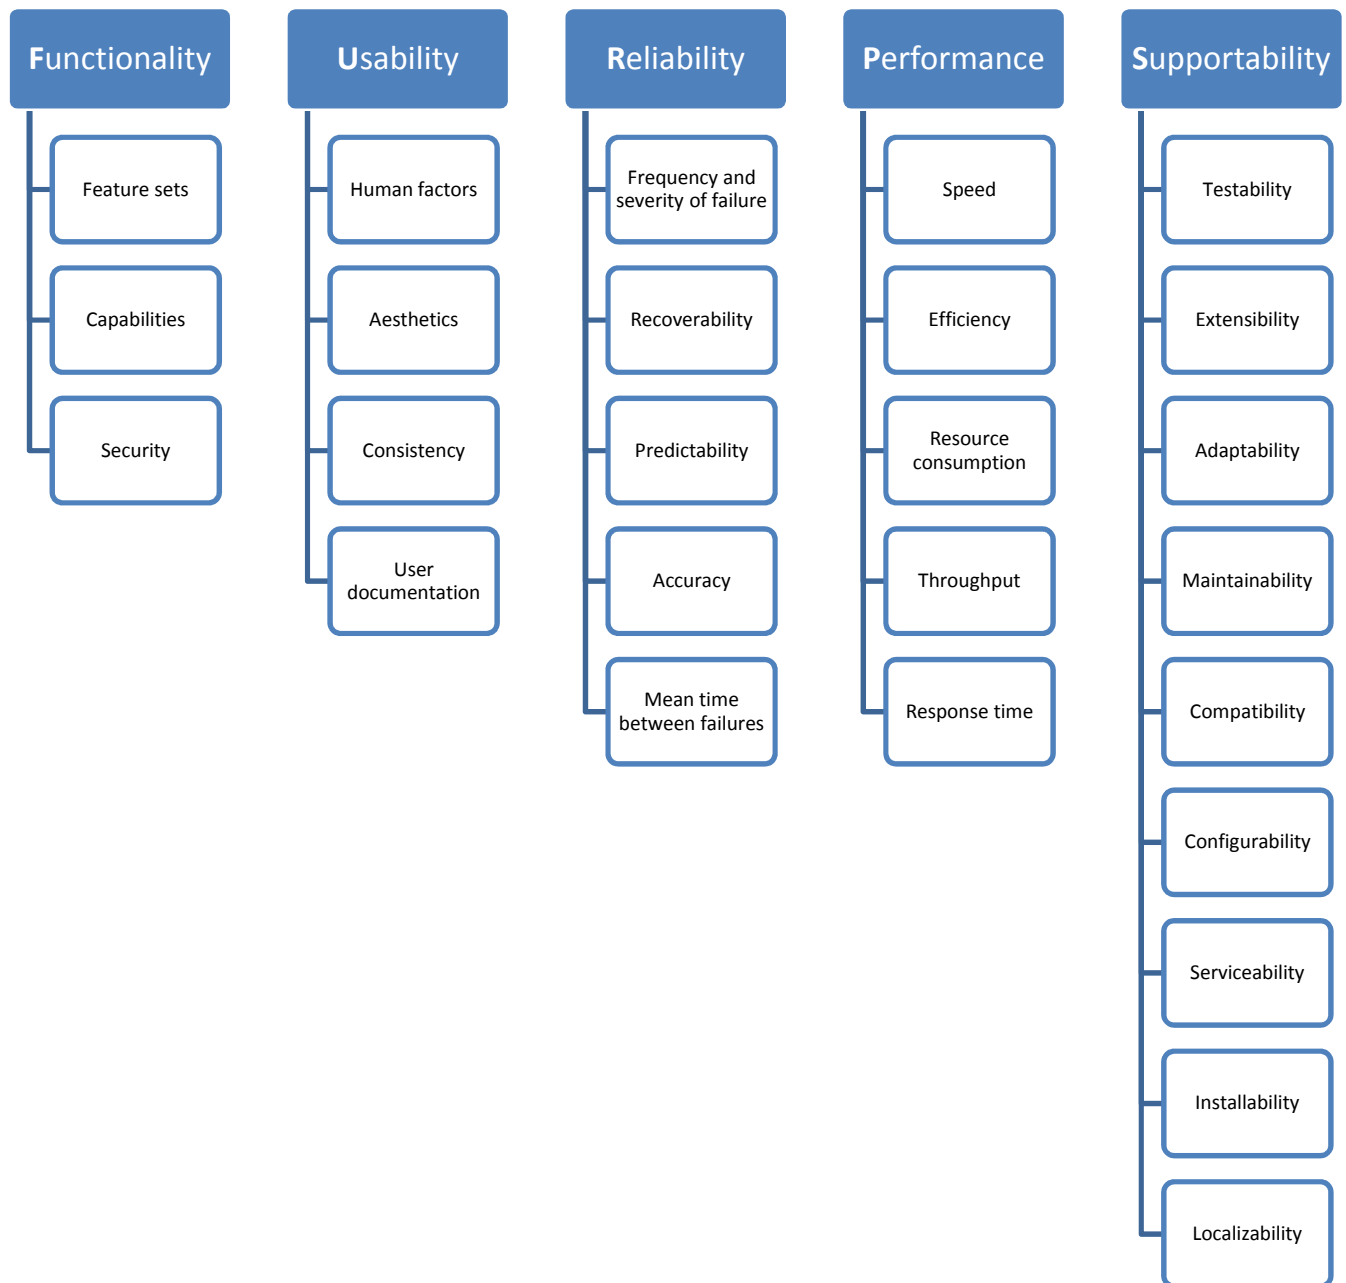 Functionality
Feature sets
Capabilities
Security
Usability
Human factors
Aesthetics
Consistency
User
documentation
Reliability
Frequency and
severity of failure
Recoverability
Predictability
Accuracy
Mean time
between failures
Performance
Speed
Efficiency
Resource
consumption
Throughput
Response time
Supportability
Testability
Extensibility
Adaptability
Maintainability
Compatibility
Configurability
Serviceability
Installability
Localizability